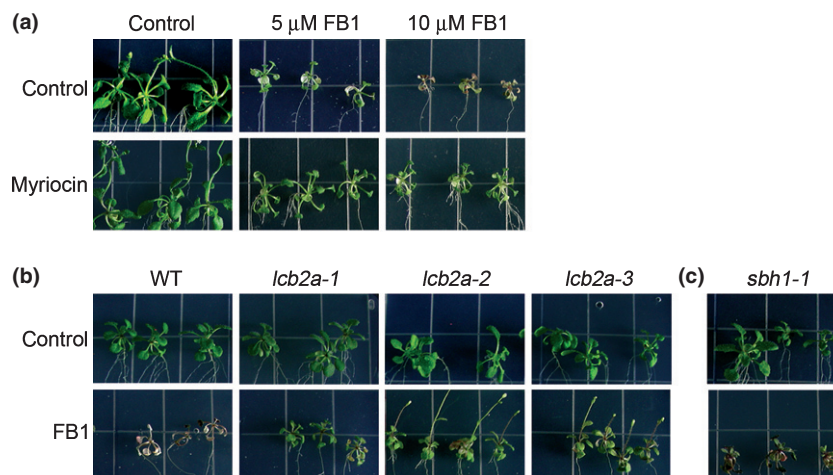 (a) Control 5 µM FB1 10 µM FB1
Control
Myriocin
(b) WT lcb2a-1 lcb2a-2 lcb2a-3 (c) sbh1-1
Control
FB1